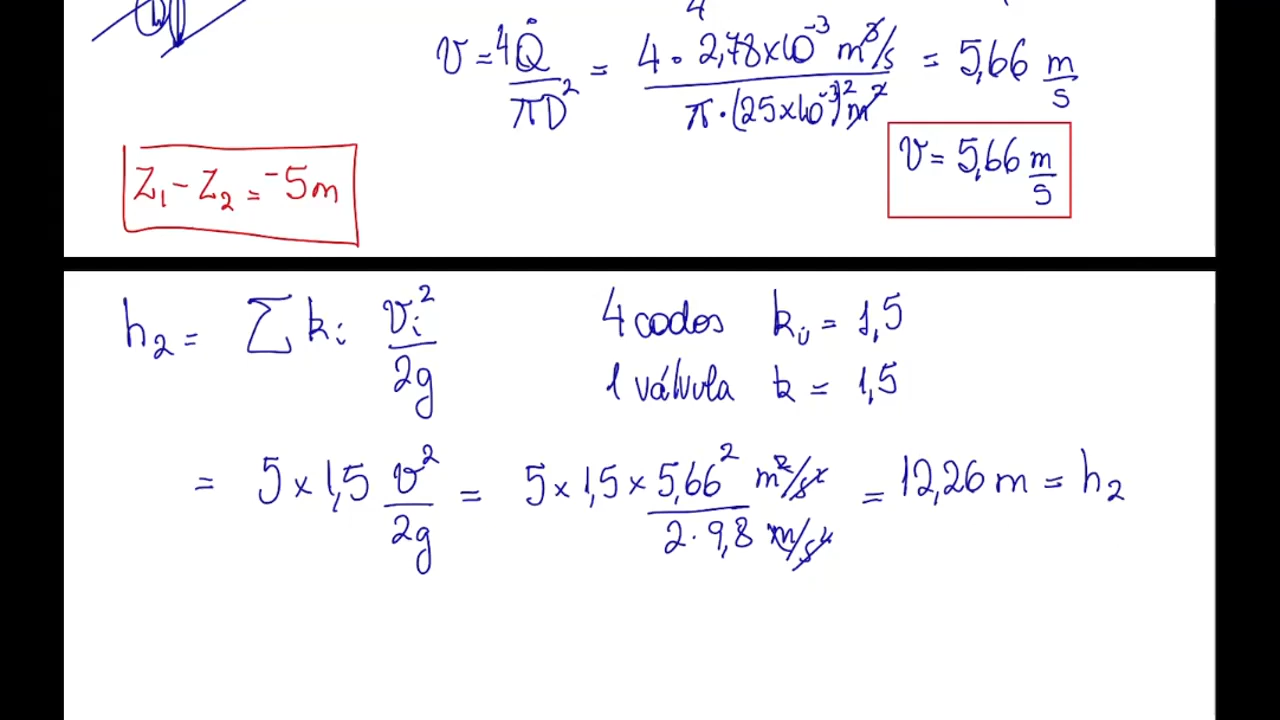 4
v = 4Q̇/πD² = 4 · 2,78×10⁻³ m³/s / π · (25×10⁻³)² m² = 5,66 m/s
Z₁ - Z₂ = -5m
v = 5,66 m/s
h₂ = Σ kᵢ vᵢ²/2g
4 codos kᵢ = 1,5
1 válvula k = 1,5
= 5 × 1,5 v²/2g = 5 × 1,5 × 5,66² m²/s² / 2 · 9,8 m/s² = 12,26 m = h₂